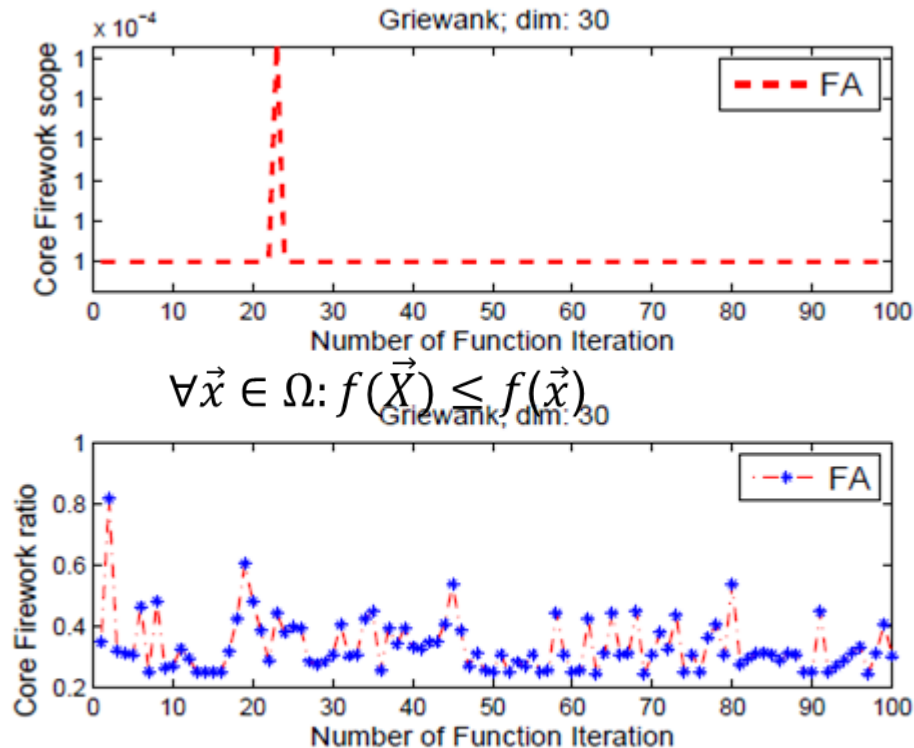 Griewank; dim: 30
x 10⁻⁴
Core Firework scope
1
1
1
1
1
1
FA
0 10 20 30 40 50 60 70 80 90 100
Number of Function Iteration
∀x⃗ ∈ Ω: f(X⃗) ≤ f(x⃗)
Griewank; dim: 30
Core Firework ratio
1
0.8
0.6
0.4
0.2
FA
0 10 20 30 40 50 60 70 80 90 100
Number of Function Iteration